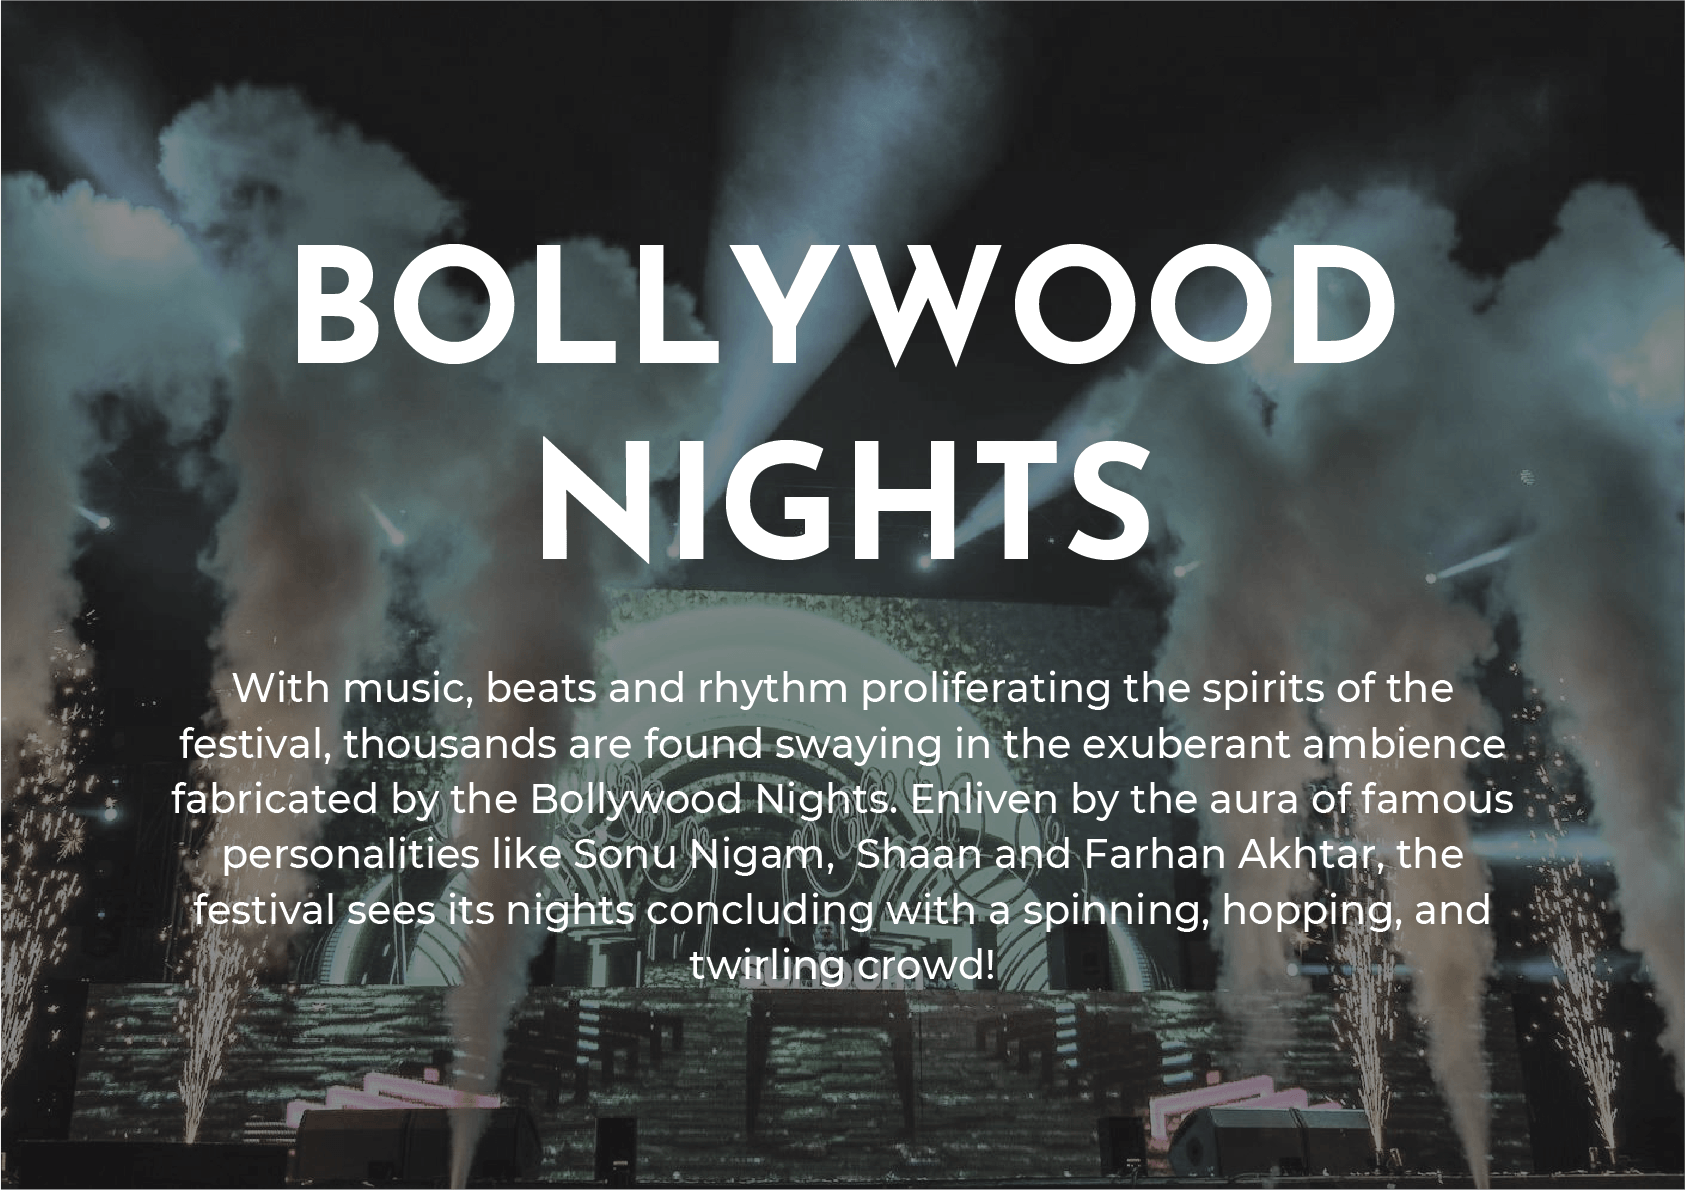 BOLLYWOOD
NIGHTS
With music, beats and rhythm proliferating the spirits of the
festival, thousands are found swaying in the exuberant ambience
fabricated by the Bollywood Nights. Enliven by the aura of famous
personalities like Sonu Nigam,  Shaan and Farhan Akhtar, the
festival sees its nights concluding with a spinning, hopping, and
twirling crowd!